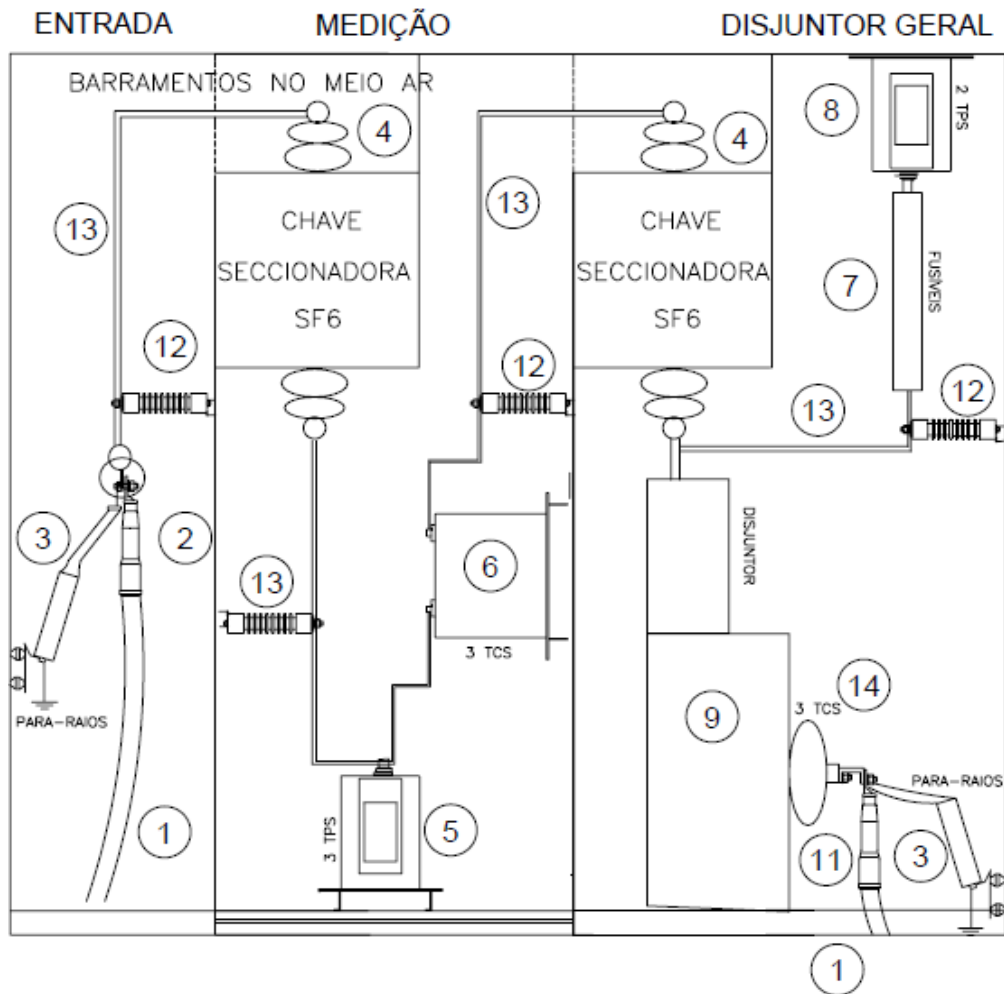 ENTRADA
MEDIÇÃO
DISJUNTOR GERAL
BARRAMENTOS NO MEIO AR
4
13
CHAVE
SECCIONADORA
SF6
12
3
2
PARA-RAIOS
1
13
3 TPS
5
13
12
6
3 TCS
4
CHAVE
SECCIONADORA
SF6
8
2 TPS
7
FUSÍVEIS
13
12
DISJUNTOR
9
3 TCS
14
PARA-RAIOS
11
3
1